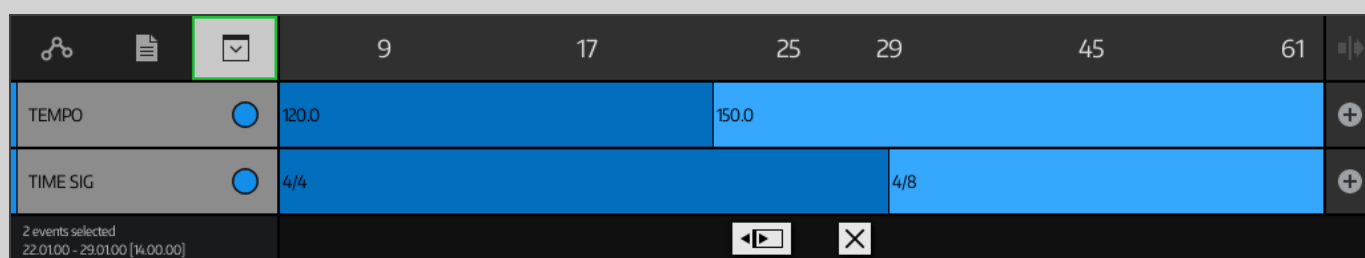 9 17 25 29 45 61
TEMPO 120.0 150.0
TIME SIG 4/4 4/8
2 events selected
22.01.00 - 29.01.00 [14.00.00]